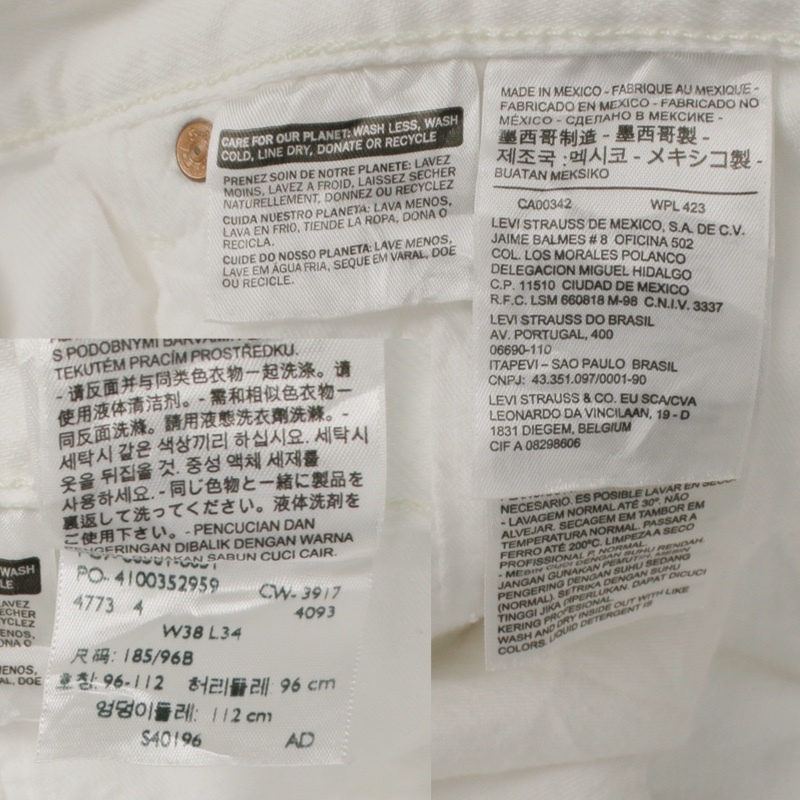 CARE FOR OUR PLANET: WASH LESS, WASH
COLD, LINE DRY, DONATE OR RECYCLE
PRENEZ SOIN DE NOTRE PLANETE: LAVEZ
MOINS, LAVEZ A FROID, LAISSEZ SECHER
NATURELLEMENT, DONNEZ OU RECYCLEZ
CUIDA NUESTRO PLANETA: LAVA MENOS,
LAVA EN FRIO, TIENDE LA ROPA, DONA O
RECICLA.
CUIDE DO NOSSO PLANETA: LAVE MENOS,
LAVE EM ÁGUA FRIA, SEQUE EM VARAL, DOE
OU RECICLE.
MADE IN MEXICO - FABRIQUE AU MEXIQUE -
FABRICADO EN MEXICO - FABRICADO NO
MÉXICO - СДЕЛАНО В МЕКСИКЕ -
墨西哥制造 - 墨西哥製 -
제조국 :멕시코 - メキシコ製 -
BUATAN MEKSIKO
CA00342 WPL 423
LEVI STRAUSS DE MEXICO, S.A. DE C.V.
JAIME BALMES # 8 OFICINA 502
COL. LOS MORALES POLANCO
DELEGACION MIGUEL HIDALGO
C.P. 11510 CIUDAD DE MEXICO
R.F.C. LSM 660818 M-98 C.N.I.V. 3337
LEVI STRAUSS DO BRASIL
AV. PORTUGAL, 400
06690-110
ITAPEVI – SAO PAULO BRASIL
CNPJ: 43.351.097/0001-90
LEVI STRAUSS & CO. EU SCA/CVA
LEONARDO DA VINCILAAN, 19 - D
1831 DIEGEM, BELGIUM
CIF A 08298606
S PODOBNYMI BARVAMI
TEKUTÉM PRACÍM PROSTŘEDKU.
- 请反面并与同类色衣物一起洗涤。请
使用液体清洁剂。- 需和相似色衣物一
同反面洗滌。請用液態洗衣劑洗滌。-
세탁시 같은 색상끼리 하십시요. 세탁시
옷을 뒤집을 것. 중성 액체 세제를
사용하세요. - 同じ色物と一緒に製品を
裏返して洗ってください。液体洗剤を
ご使用下さい。- PENCUCIAN DAN
PENGERINGAN DIBALIK DENGAN WARNA
SABUN CUCI CAIR.
PO- 4100352959 CW- 3917
4773 4 4093
W38 L34
尺码: 185/96B
호칭: 96-112 허리둘레: 96 cm
엉덩이둘레: 112 cm
S40196 AD
WASH
LE
AVEZ
ECHER
CLEZ
ENOS,
ONA O
ENOS,
AL, DOE
NECESARIO. ES POSIBLE LAVAR EN SECO
- LAVAGEM NORMAL ATÉ 30°. NÃO
ALVEJAR. SECAGEM EM TAMBOR EM
TEMPERATURA NORMAL. PASSAR A
FERRO ATÉ 200°C. LIMPEZA A SECO
PROFISSIONAL P, NORMAL.
- MESIN CUCI DENGAN SUHU RENDAH.
JANGAN GUNAKAN PEMUTIH. MESIN
PENGERING DENGAN SUHU SEDANG
(NORMAL). SETRIKA DENGAN SUHU
TINGGI JIKA DIPERLUKAN. DAPAT DICUCI
KERING PROFESIONAL
WASH AND DRY INSIDE OUT WITH LIKE
COLORS. LIQUID DETERGENT IS